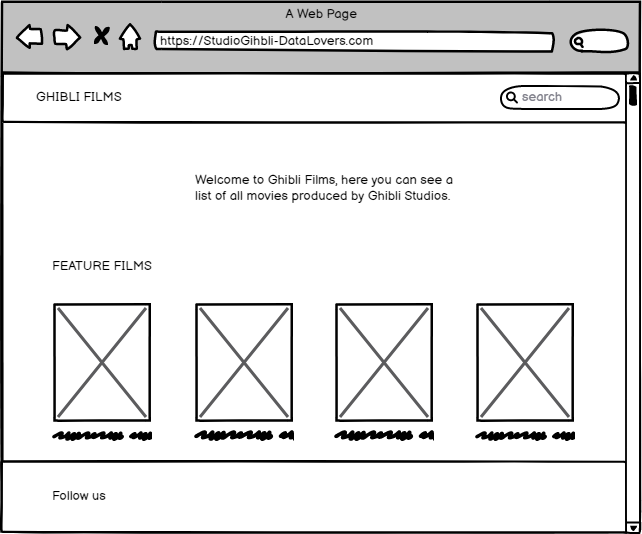 A Web Page
https://StudioGihbli-DataLovers.com
GHIBLI FILMS
search
Welcome to Ghibli Films, here you can see a
list of all movies produced by Ghibli Studios.
FEATURE FILMS
Follow us